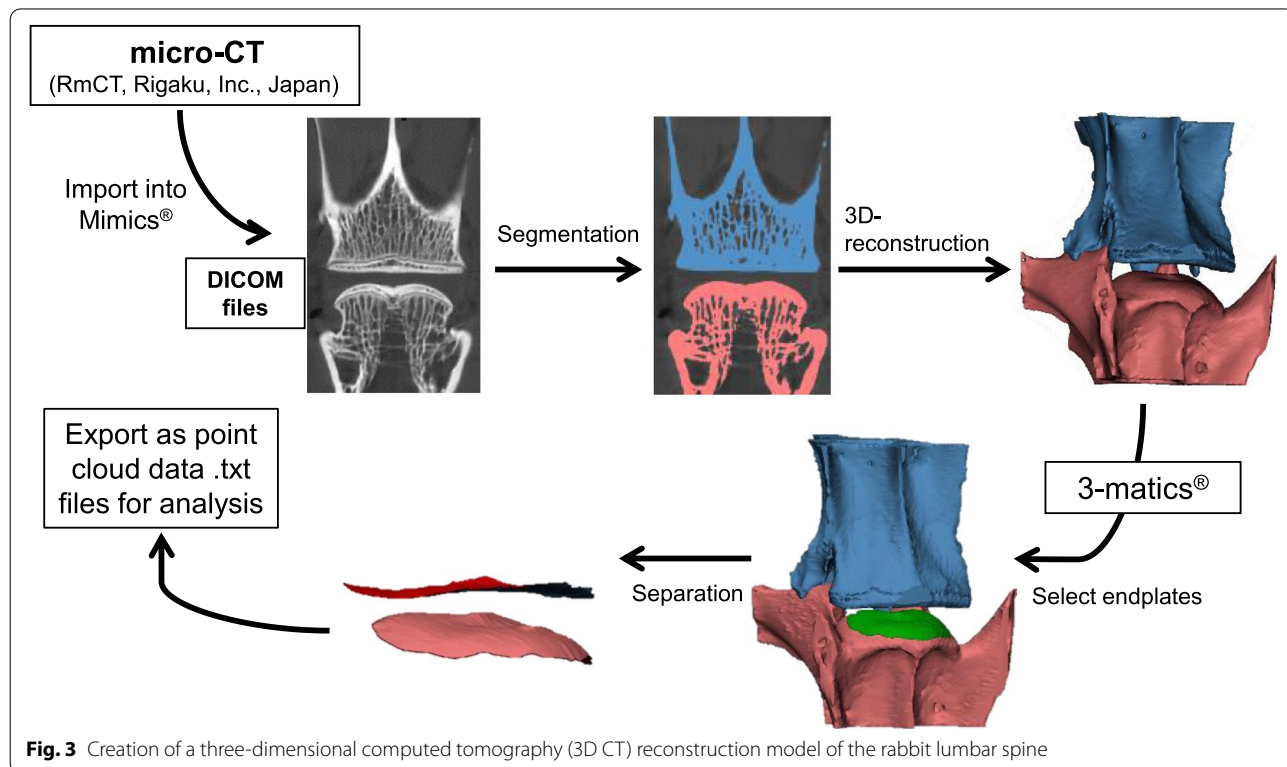 micro-CT
(RmCT, Rigaku, Inc., Japan)
Import into
Mimics®
DICOM
files
Segmentation
3D-
reconstruction
3-matics®
Select endplates
Separation
Export as point
cloud data .txt
files for analysis
Fig. 3 Creation of a three-dimensional computed tomography (3D CT) reconstruction model of the rabbit lumbar spine